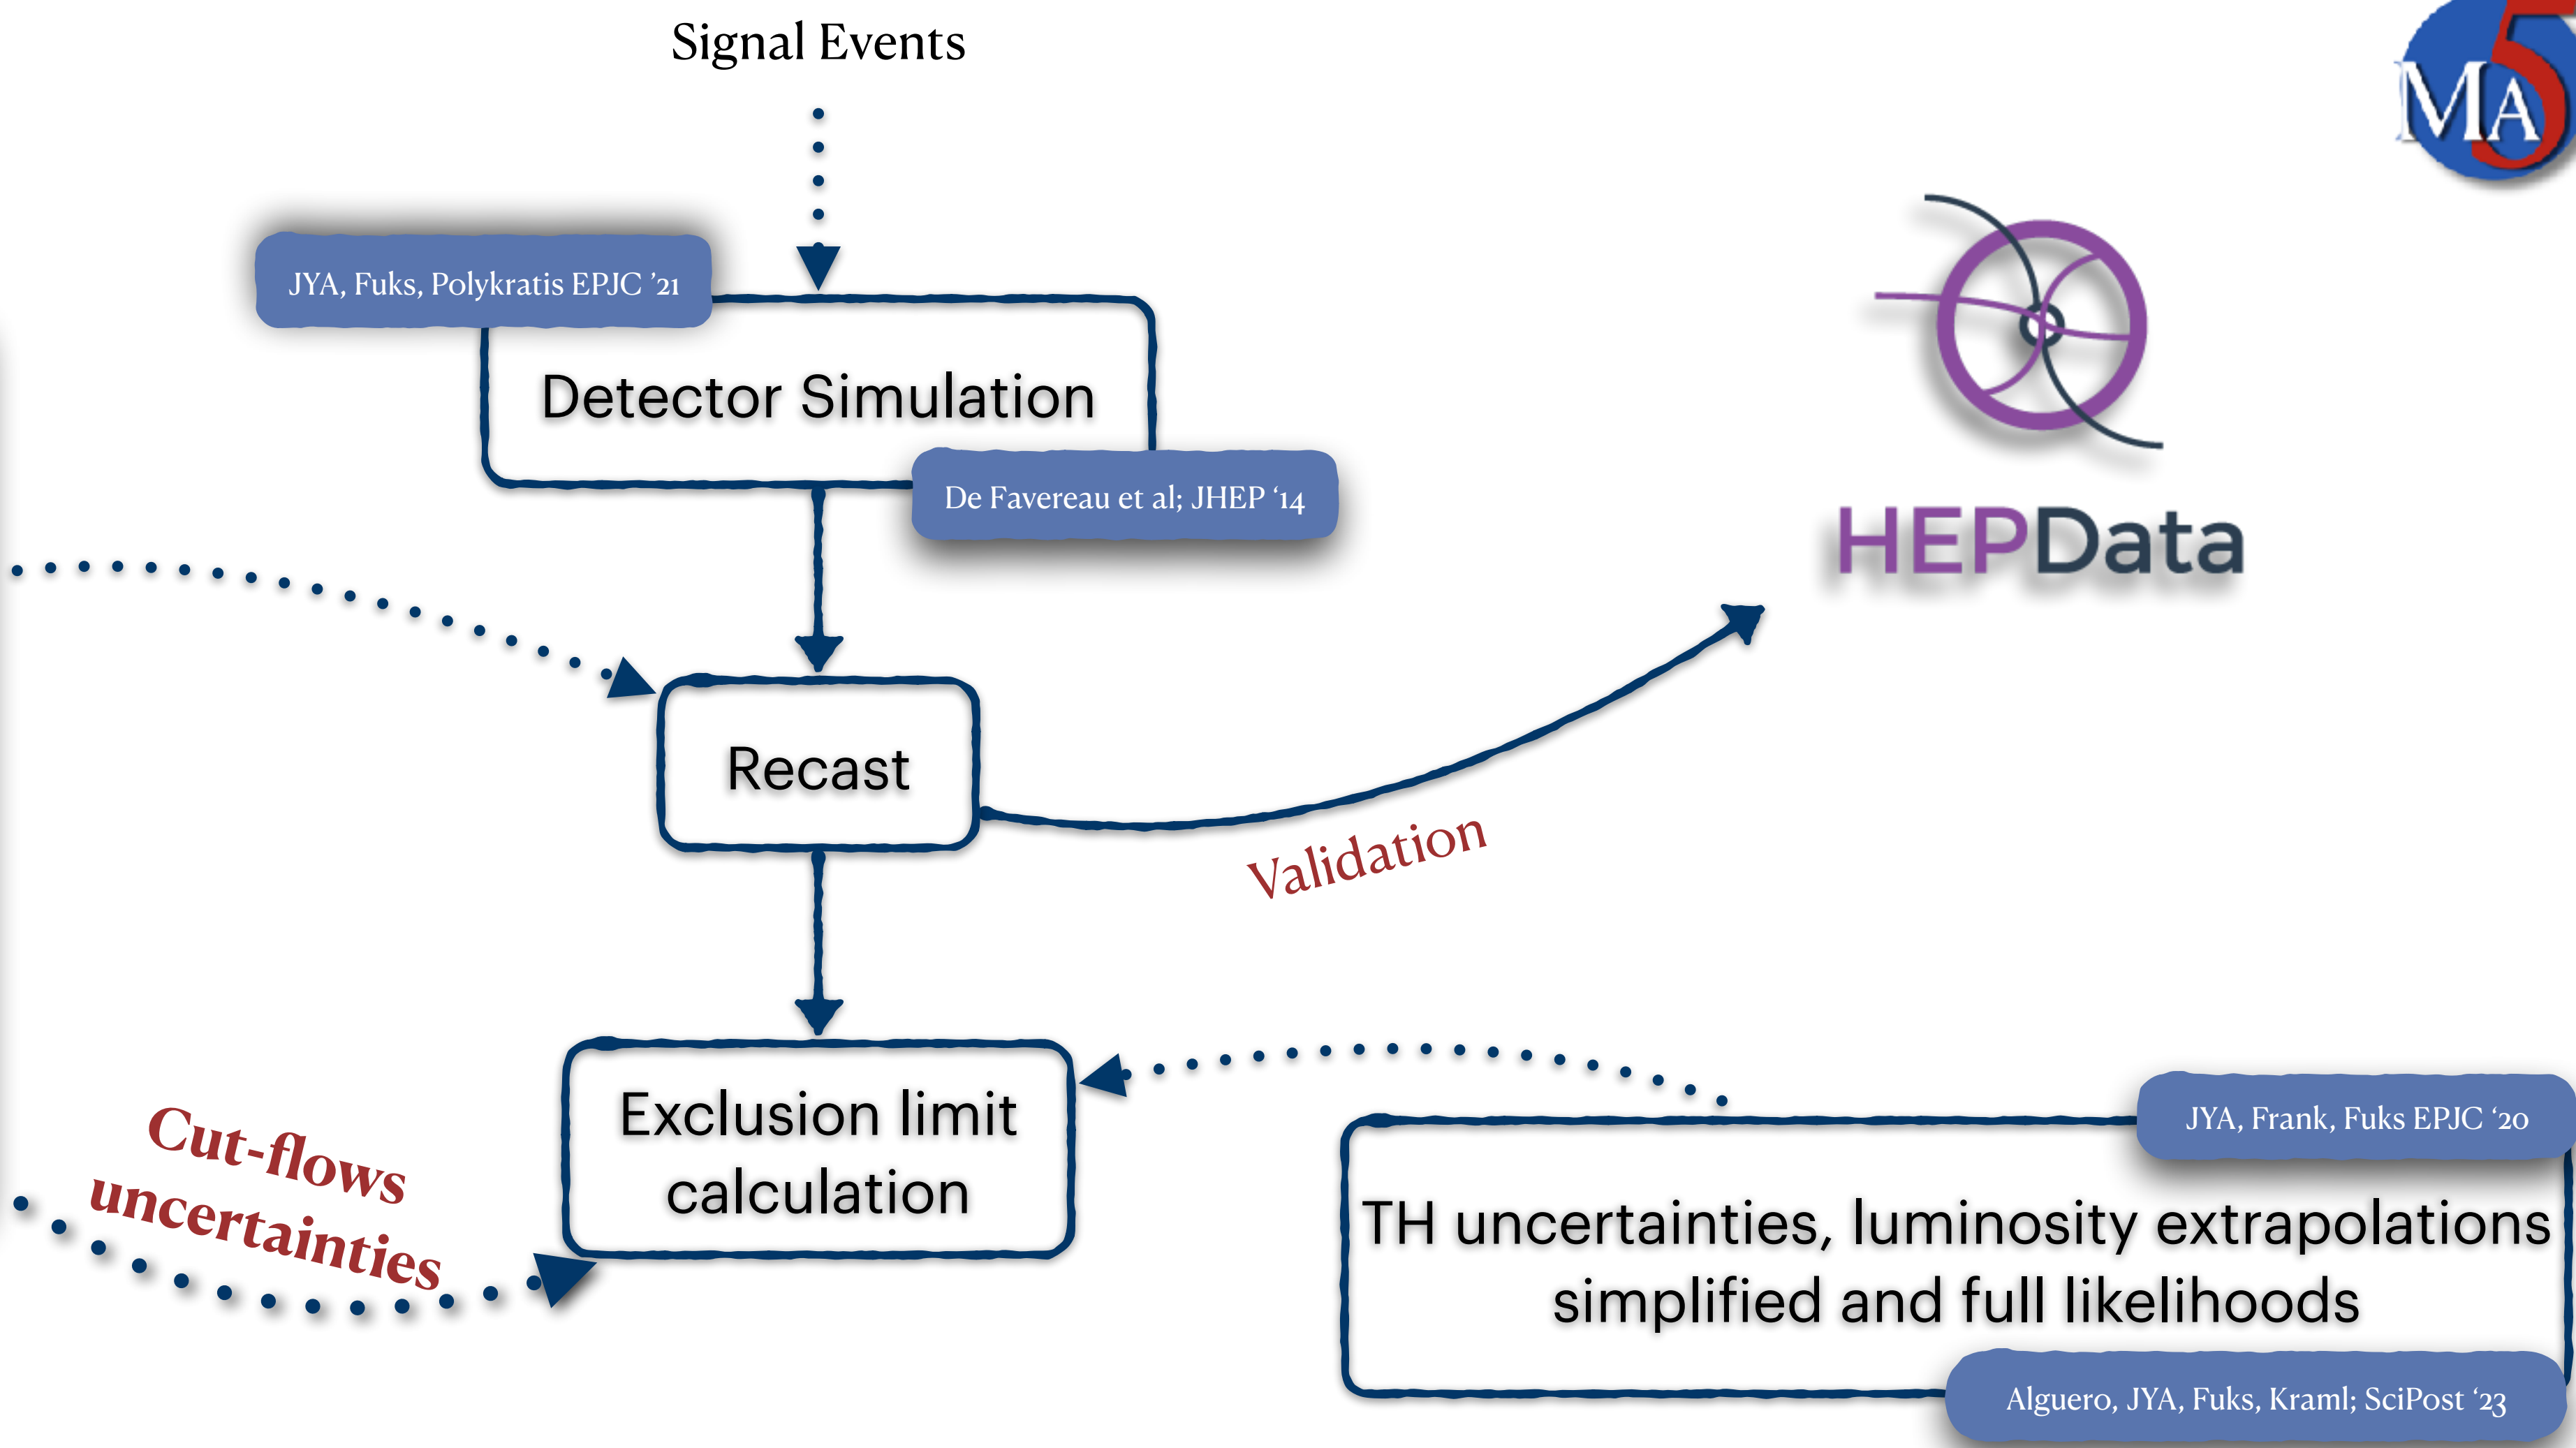 Signal Events
MA5
JYA, Fuks, Polykratis EPJC ’21
Detector Simulation
De Favereau et al; JHEP ‘14
HEPData
Recast
Validation
Exclusion limit
calculation
Cut-flows
uncertainties
JYA, Frank, Fuks EPJC ‘20
TH uncertainties, luminosity extrapolations
simplified and full likelihoods
Alguero, JYA, Fuks, Kraml; SciPost ‘23